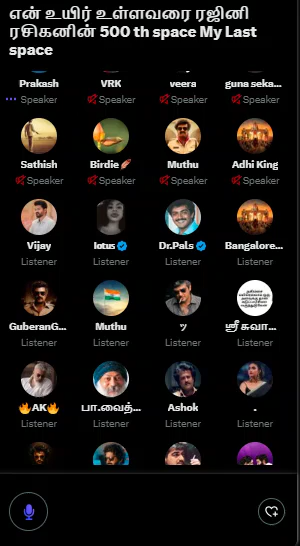 என் உயிர் உள்ளவரை ரஜினி
ரசிகனின் 500 th space My Last
space
Prakash VRK veera guna seka...
Speaker Speaker Speaker Speaker
Sathish Birdie Muthu Adhi King
Speaker Speaker Speaker Speaker
Vijay lotus Dr.Pals Bangalore...
Listener Listener Listener Listener
GuberanG... Muthu ッ ஸ்ரீ சுவா...
Listener Listener Listener Listener
🔥AK🔥 பா.வைத்... Ashok .
Listener Listener Listener Listener